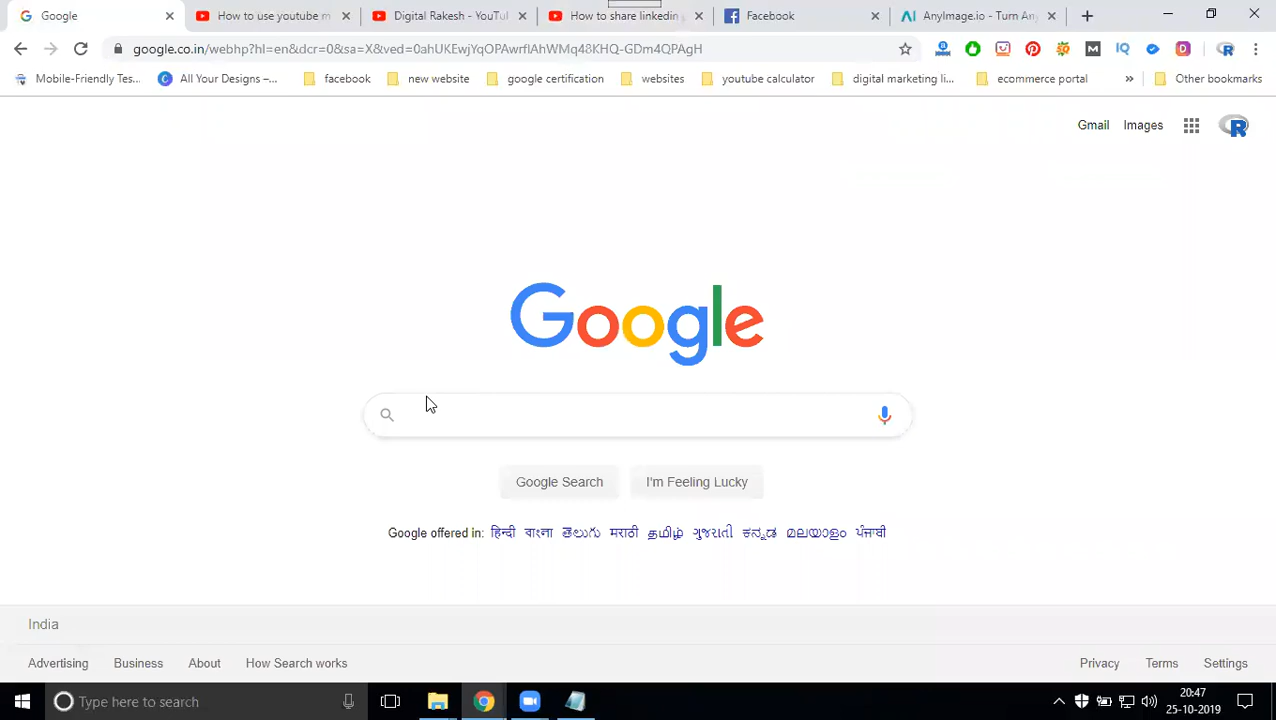 Google
How to use youtube m
Digital Rakesh - YouTu
How to share linkedin
Facebook
AnyImage.io - Turn Any
google.co.in/webhp?hl=en&dcr=0&sa=X&ved=0ahUKEwjYqOPAwrflAhWMq48KHQ-GDm4QPAgH
Mobile-Friendly Tes...
All Your Designs –...
facebook
new website
google certification
websites
youtube calculator
digital marketing li...
ecommerce portal
»
Other bookmarks
Gmail
Images
Google
Google Search
I'm Feeling Lucky
Google offered in: हिन्दी বাংলা తెలుగు मराठी தமிழ் ગુજરાતી ಕನ್ನಡ മലയാളം ਪੰਜਾਬੀ
India
Advertising
Business
About
How Search works
Privacy
Terms
Settings
Type here to search
20:47
25-10-2019